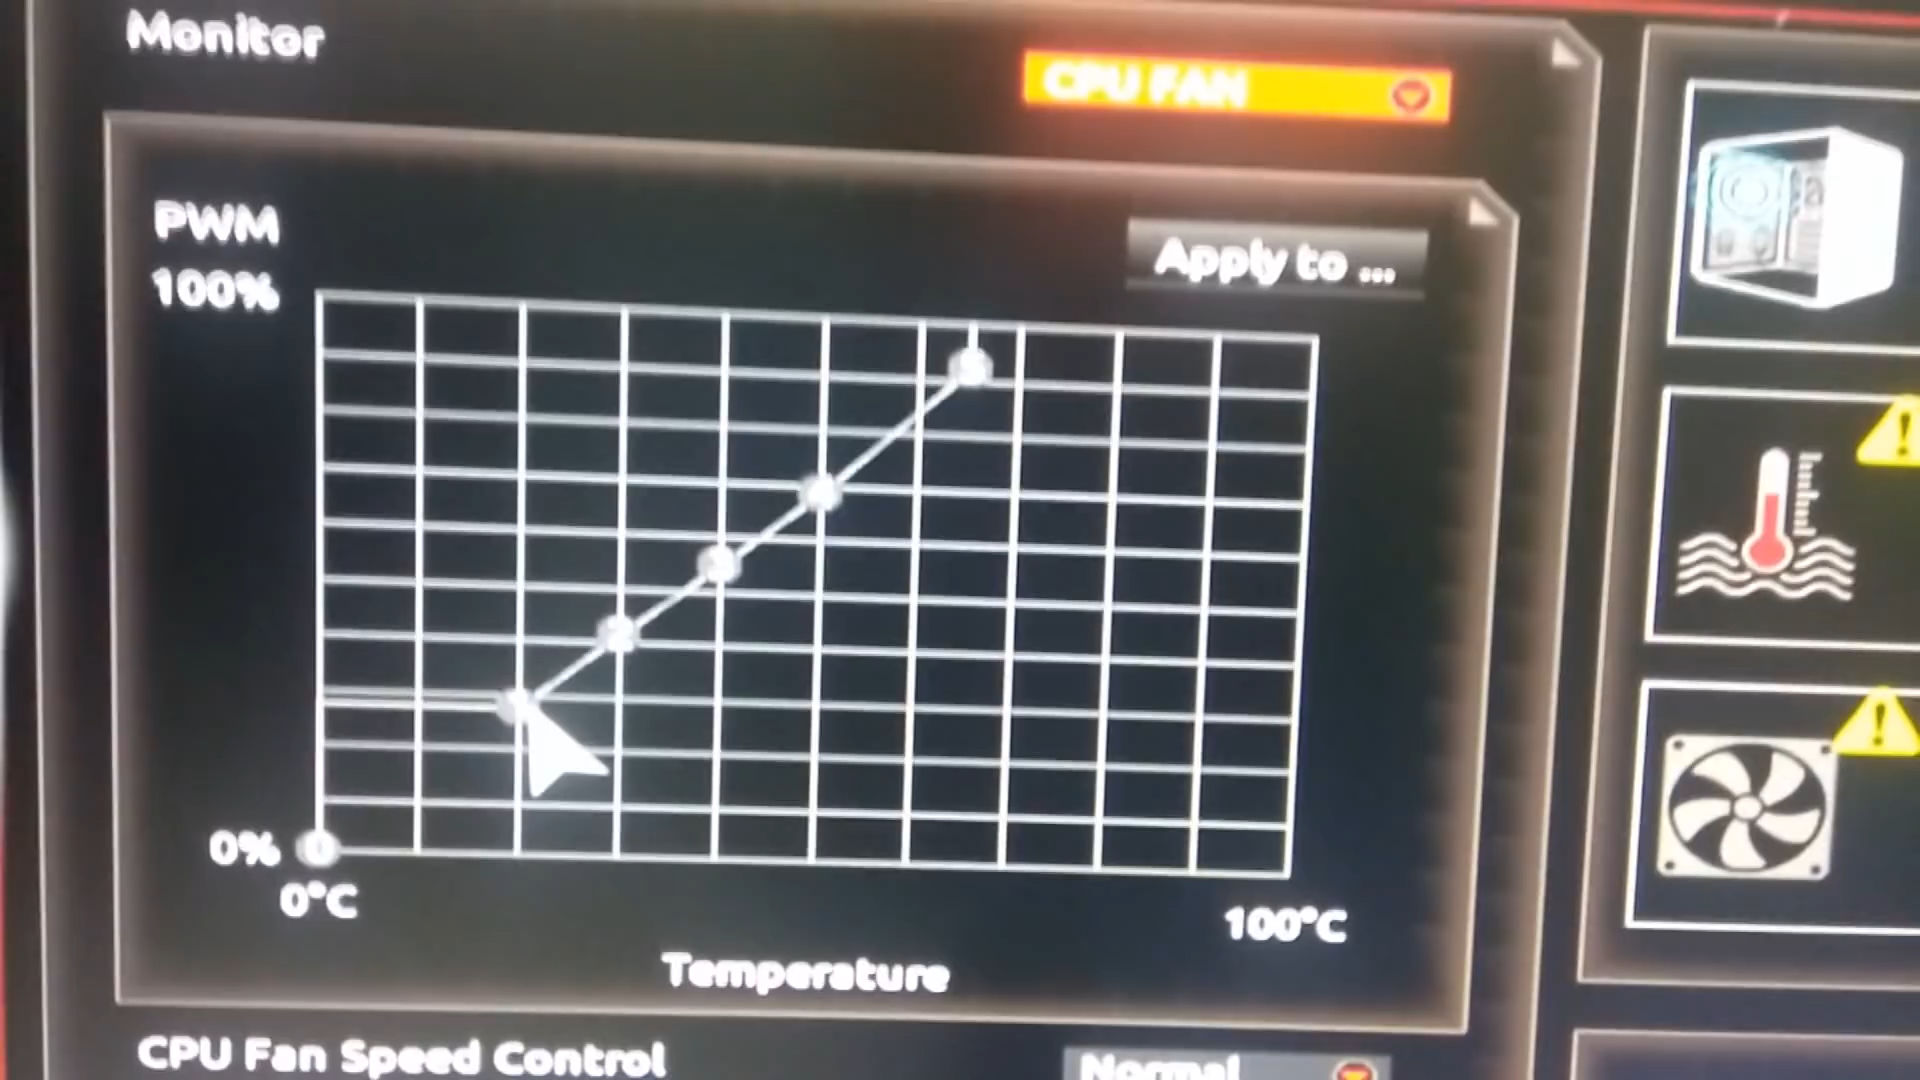 Monitor
CPU FAN
PWM
100%
Apply to ...
0%
0°C
100°C
Temperature
CPU Fan Speed Control
Normal